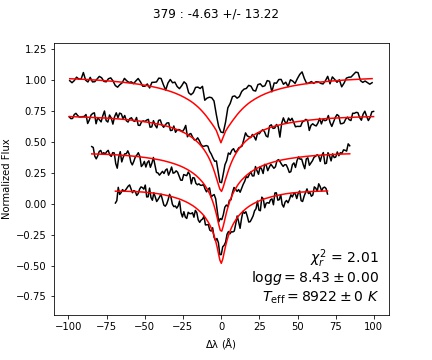 379 : -4.63 +/- 13.22
1.25
1.00
0.75
0.50
0.25
0.00
−0.25
−0.50
−0.75
Normalized Flux
χ²ᵣ = 2.01
log g = 8.43 ± 0.00
T_eff = 8922 ± 0 K
−100 −75 −50 −25 0 25 50 75 100
Δλ (Å)